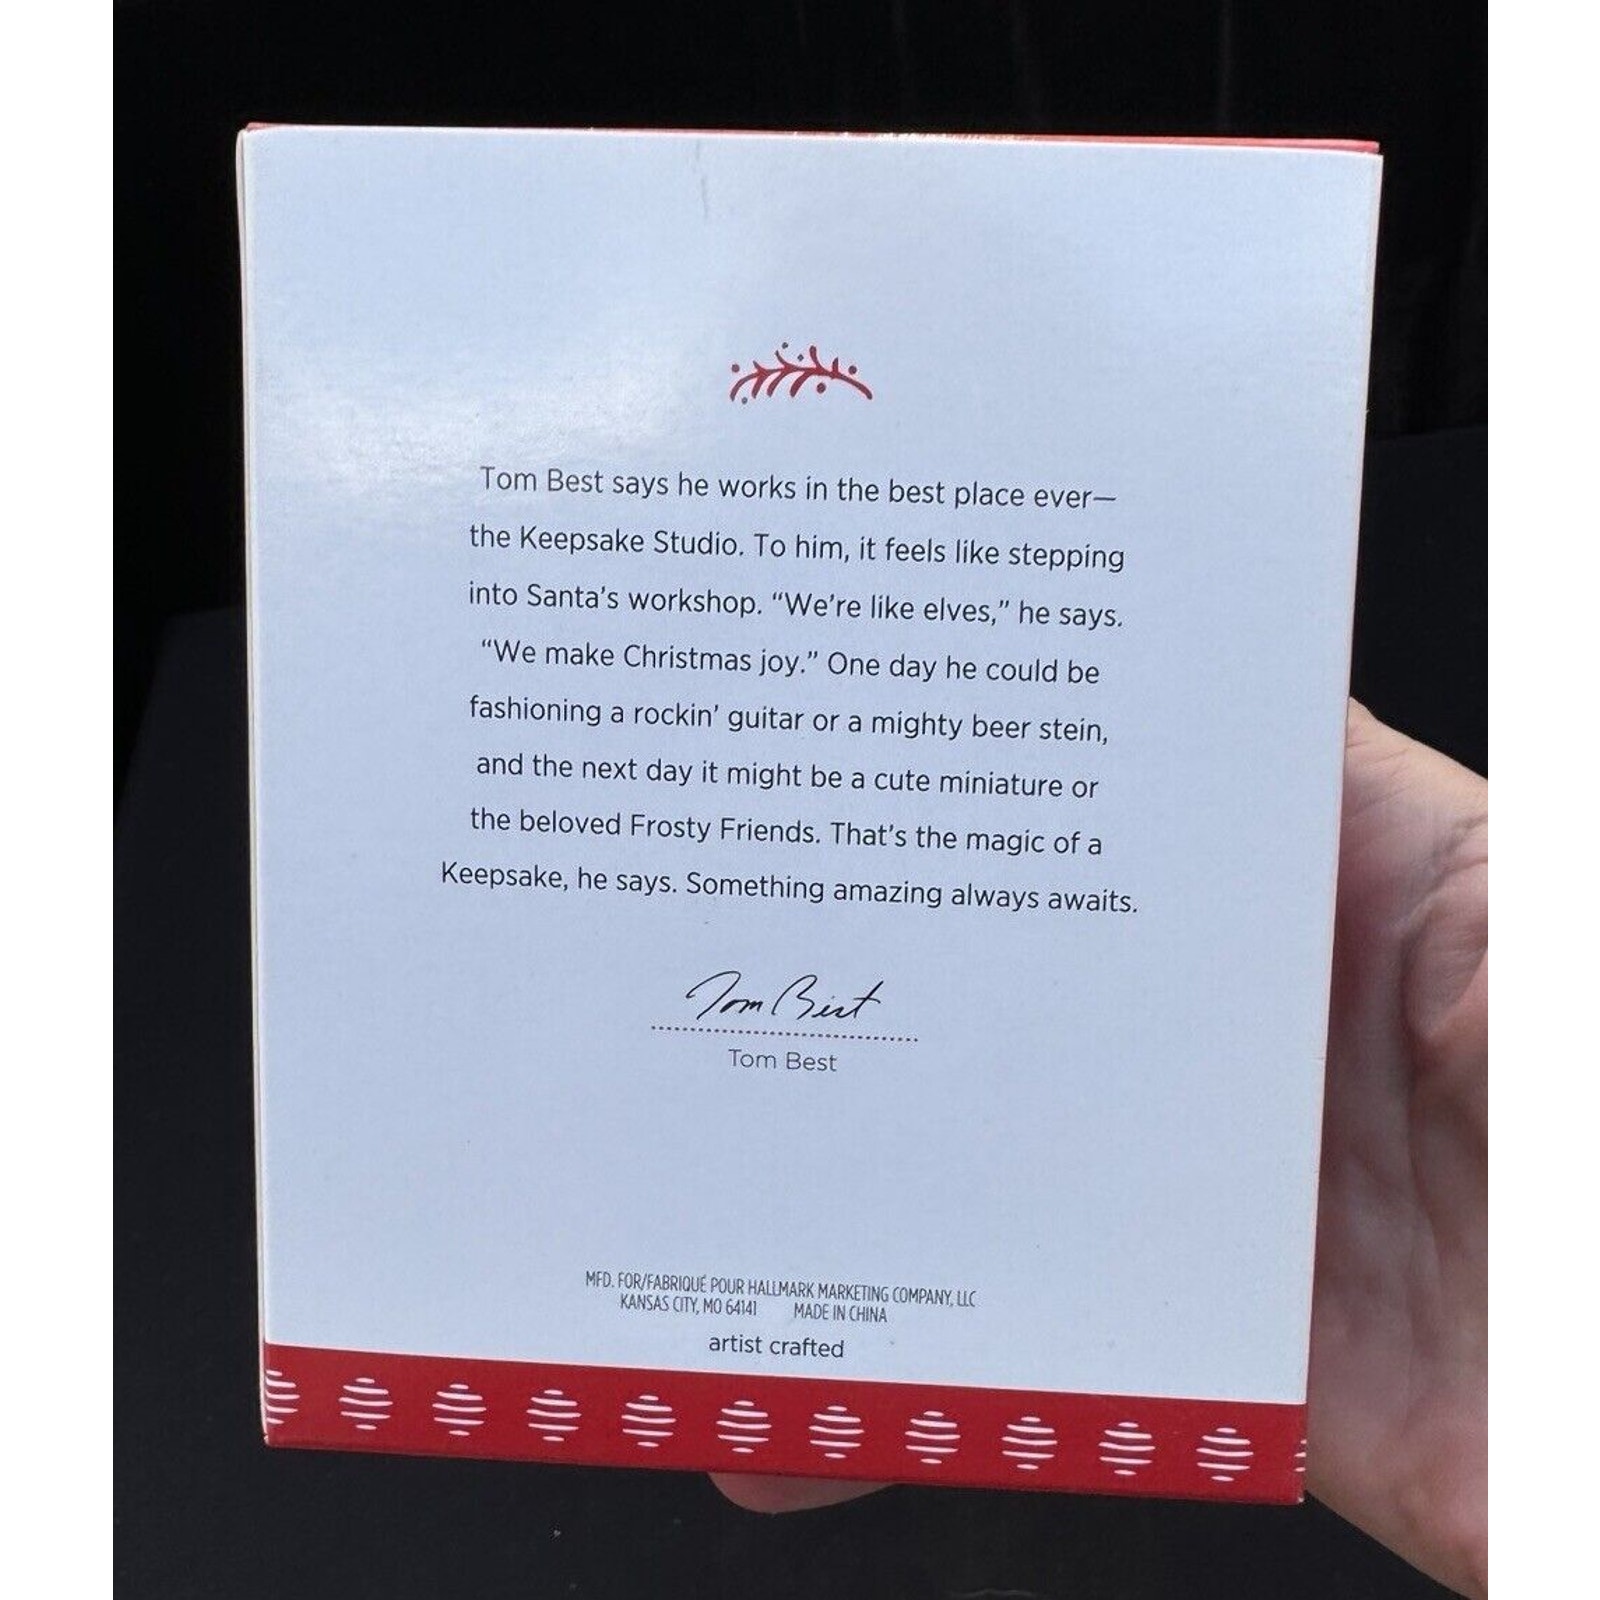 Tom Best says he works in the best place ever—
the Keepsake Studio. To him, it feels like stepping
into Santa's workshop. “We're like elves,” he says.
“We make Christmas joy.” One day he could be
fashioning a rockin' guitar or a mighty beer stein,
and the next day it might be a cute miniature or
the beloved Frosty Friends. That's the magic of a
Keepsake, he says. Something amazing always awaits.
Tom Best
Tom Best
MFD. FOR/FABRIQUÉ POUR HALLMARK MARKETING COMPANY, LLC
KANSAS CITY, MO 64141 MADE IN CHINA
artist crafted